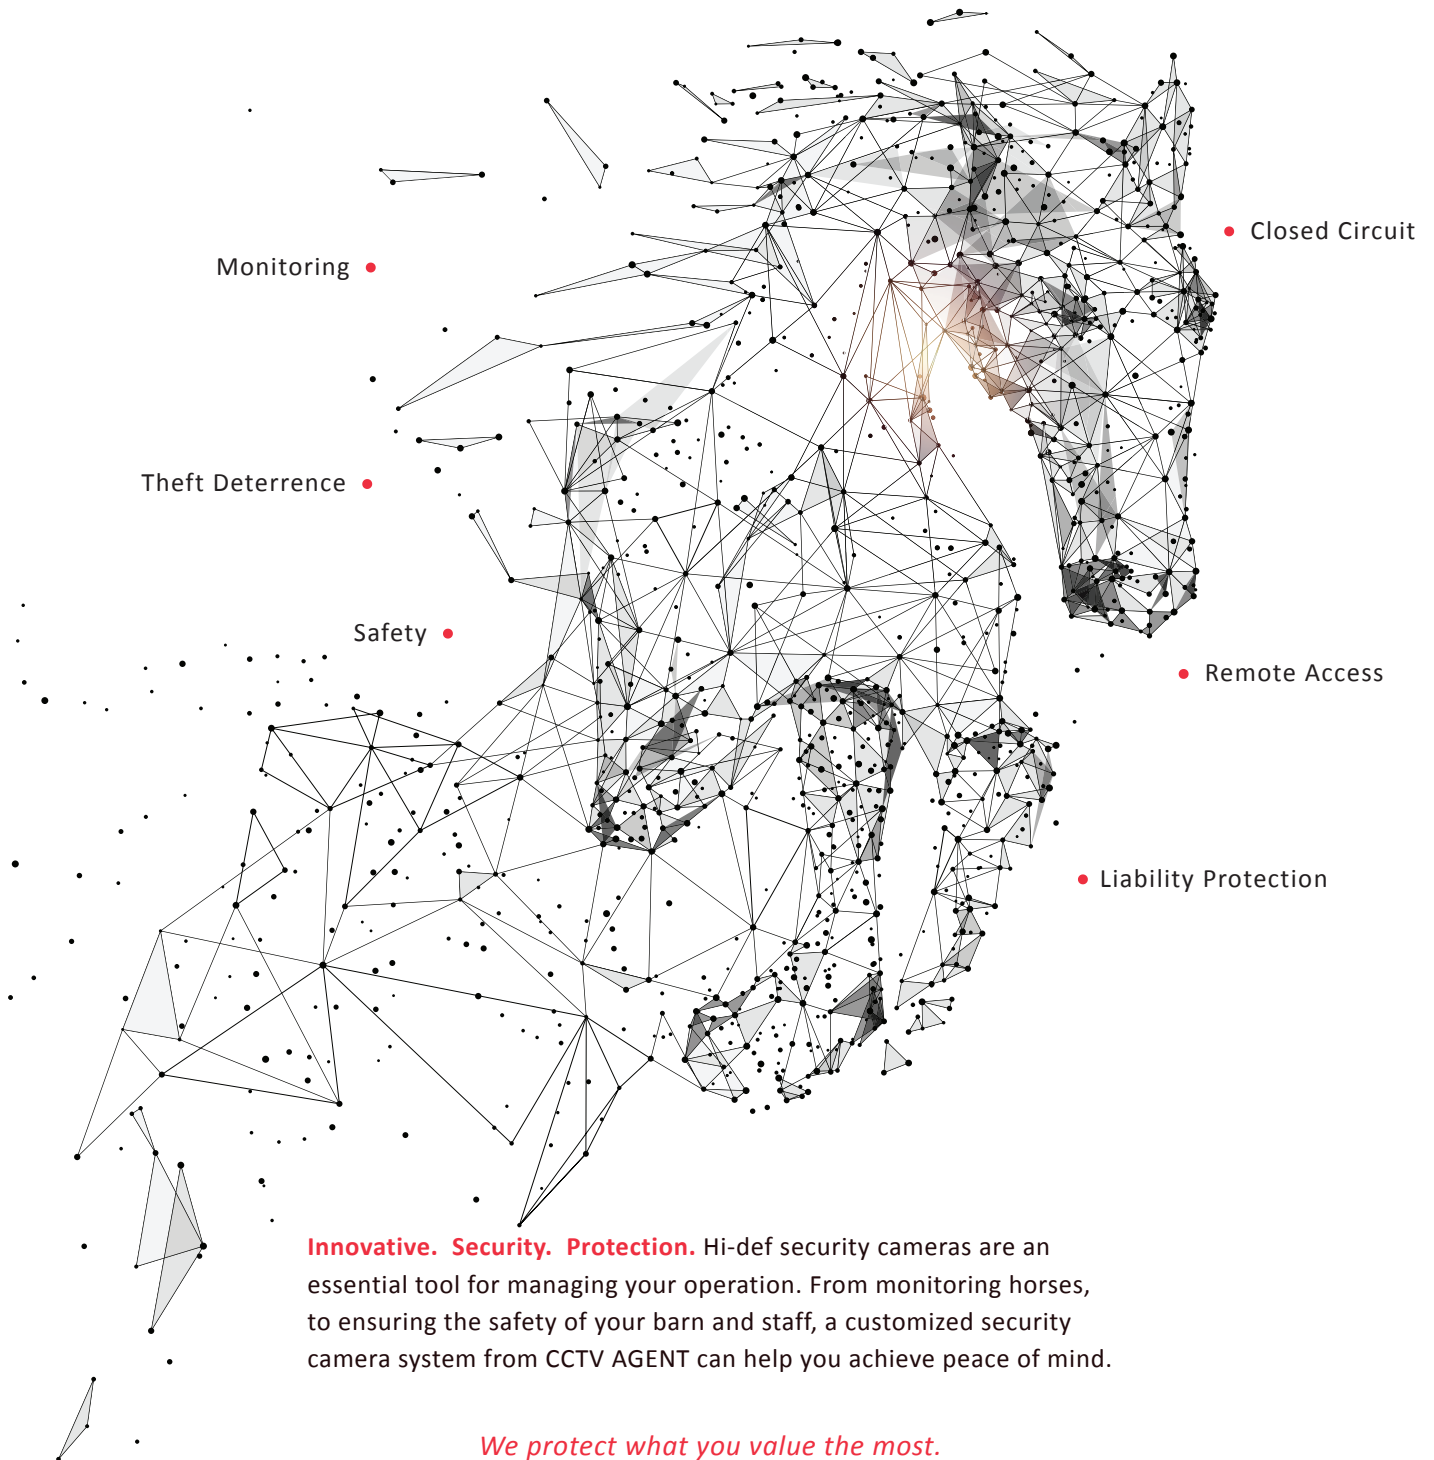 Closed Circuit
Monitoring
Theft Deterrence
Safety
Remote Access
Liability Protection
Innovative. Security. Protection. Hi-def security cameras are an
essential tool for managing your operation. From monitoring horses,
to ensuring the safety of your barn and staff, a customized security
camera system from CCTV AGENT can help you achieve peace of mind.
We protect what you value the most.